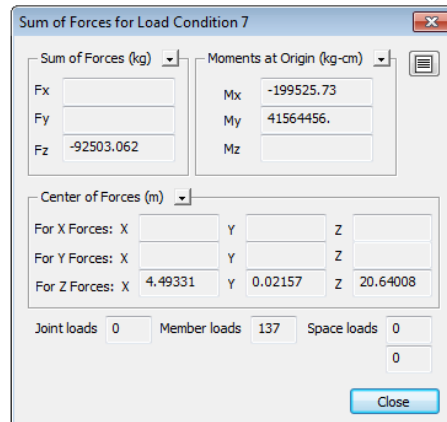 Sum of Forces for Load Condition 7
Sum of Forces (kg)
Fx
Fy
Fz -92503.062
Moments at Origin (kg-cm)
Mx -199525.73
My 41564456.
Mz
Center of Forces (m)
For X Forces: X Y Z
For Y Forces: X Y Z
For Z Forces: X 4.49331 Y 0.02157 Z 20.64008
Joint loads 0 Member loads 137 Space loads 0
0
Close